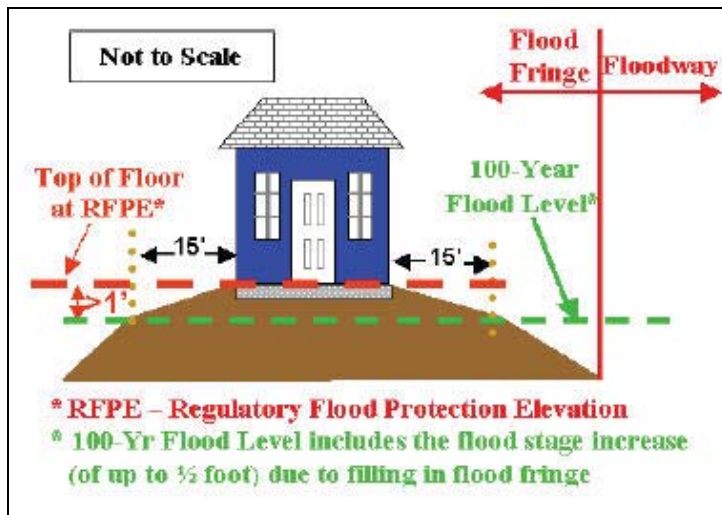 Not to Scale
Flood
Fringe
Floodway
Top of Floor
at RFPE*
100-Year
Flood Level*
15'
15'
>1'
* RFPE – Regulatory Flood Protection Elevation
* 100-Yr Flood Level includes the flood stage increase
(of up to ½ foot) due to filling in flood fringe